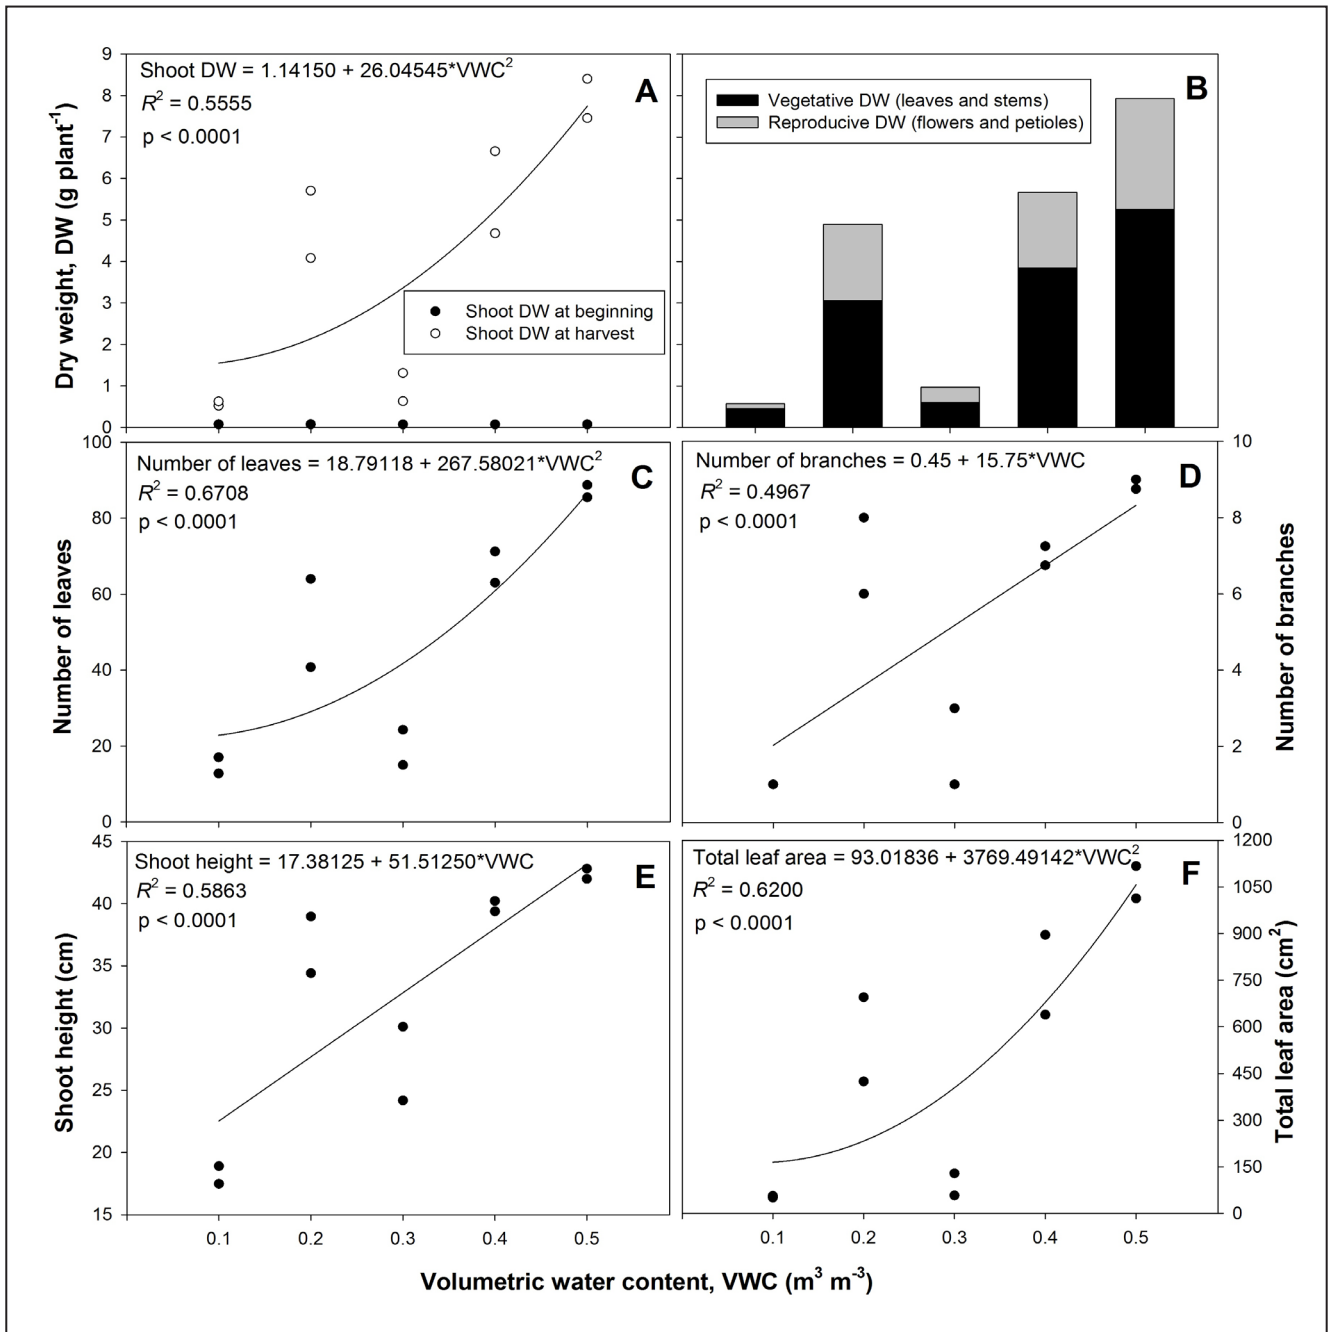 Shoot DW = 1.14150 + 26.04545*VWC²
R² = 0.5555
p < 0.0001
A
Dry weight, DW (g plant⁻¹)
9
8
7
6
5
4
3
2
1
0
Shoot DW at beginning
Shoot DW at harvest
Vegetative DW (leaves and stems)
Reproducive DW (flowers and petioles)
B
Number of leaves = 18.79118 + 267.58021*VWC²
R² = 0.6708
p < 0.0001
C
Number of leaves
100
80
60
40
20
0
Number of branches = 0.45 + 15.75*VWC
R² = 0.4967
p < 0.0001
D
10
8
6
4
2
0
Number of branches
Shoot height = 17.38125 + 51.51250*VWC
R² = 0.5863
p < 0.0001
E
Shoot height (cm)
45
40
35
30
25
20
15
0.1 0.2 0.3 0.4 0.5
Total leaf area = 93.01836 + 3769.49142*VWC²
R² = 0.6200
p < 0.0001
F
1200
1050
900
750
600
450
300
150
0
Total leaf area (cm²)
0.1 0.2 0.3 0.4 0.5
Volumetric water content, VWC (m³ m⁻³)